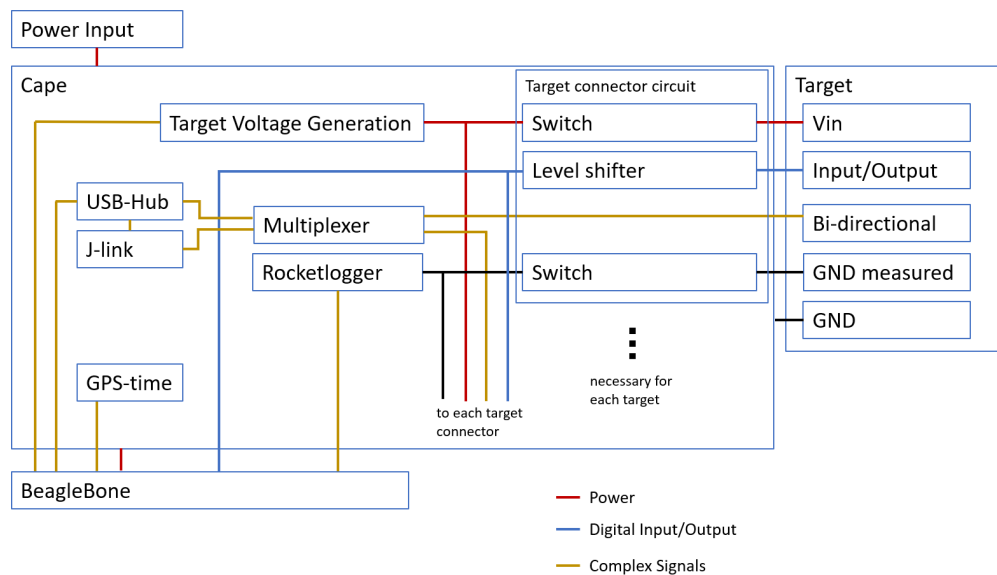 Power Input
Cape
Target connector circuit
Target
Target Voltage Generation
Switch
Vin
Level shifter
Input/Output
USB-Hub
Multiplexer
Bi-directional
J-link
Rocketlogger
Switch
GND measured
GND
GPS-time
necessary for
each target
to each target
connector
BeagleBone
Power
Digital Input/Output
Complex Signals